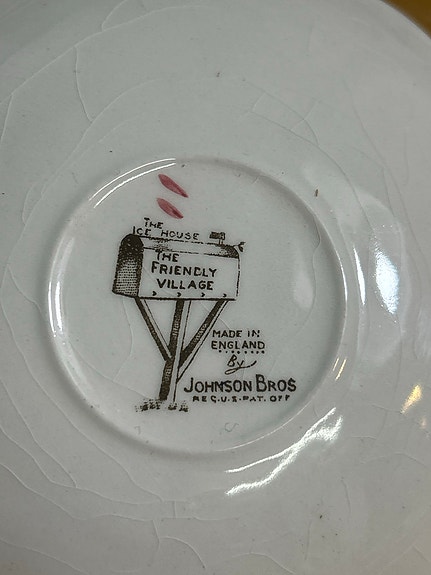 THE
ICE HOUSE
THE
FRIENDLY
VILLAGE
MADE IN
ENGLAND
By
JOHNSON BROS
REG. U.S. PAT. OFF